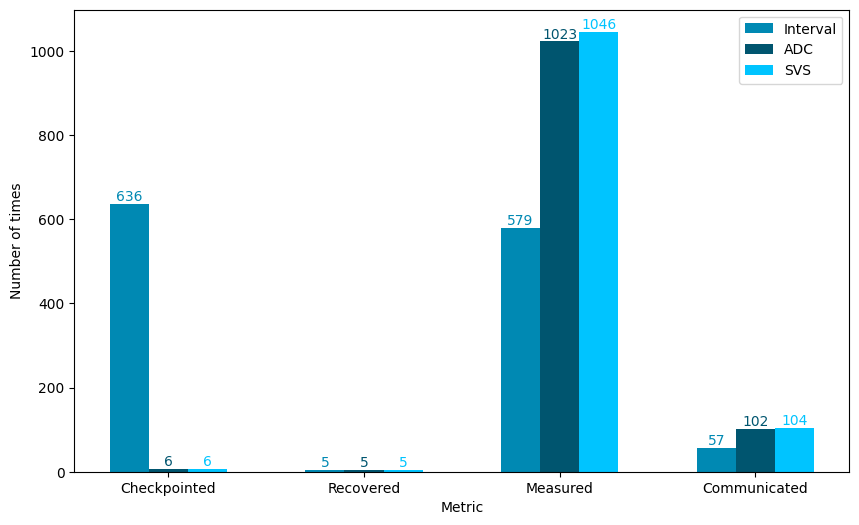 Interval
ADC
SVS
Number of times
1000
800
600
400
200
0
636
6
6
5
5
5
579
1023
1046
57
102
104
Checkpointed
Recovered
Measured
Communicated
Metric